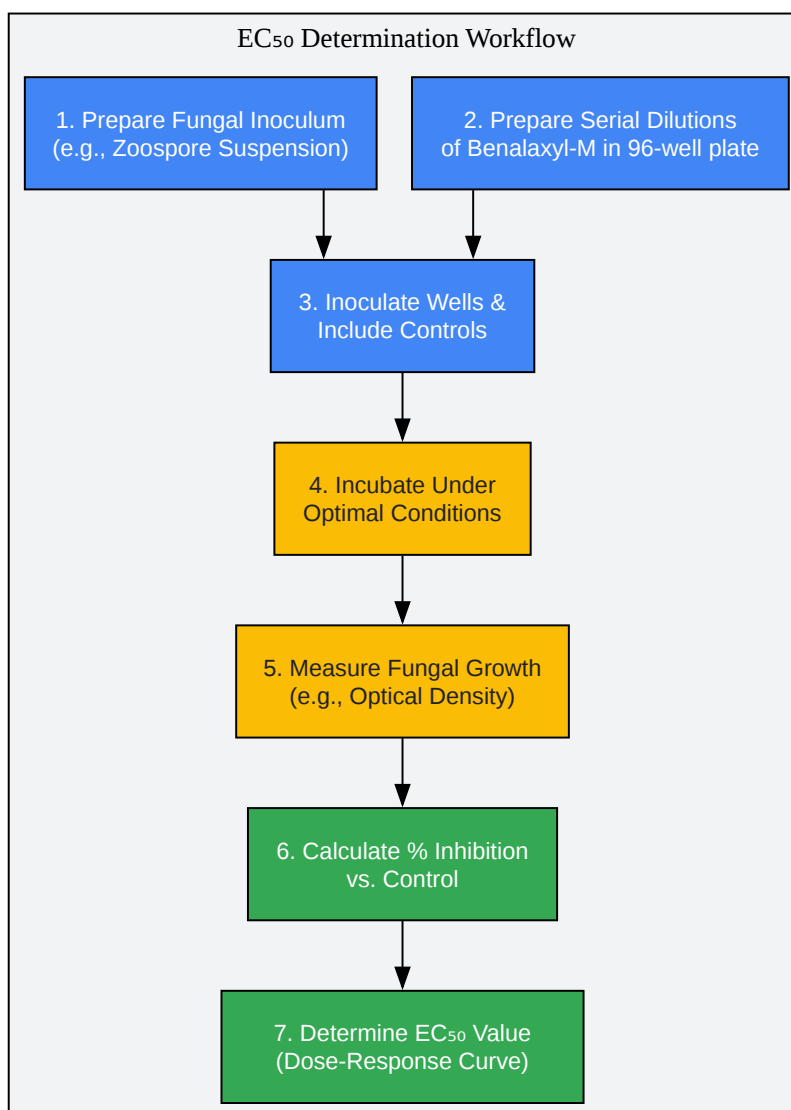 EC₅₀ Determination Workflow
1. Prepare Fungal Inoculum
(e.g., Zoospore Suspension)
2. Prepare Serial Dilutions
of Benalaxyl-M in 96-well plate
3. Inoculate Wells &
Include Controls
4. Incubate Under
Optimal Conditions
5. Measure Fungal Growth
(e.g., Optical Density)
6. Calculate % Inhibition
vs. Control
7. Determine EC₅₀ Value
(Dose-Response Curve)